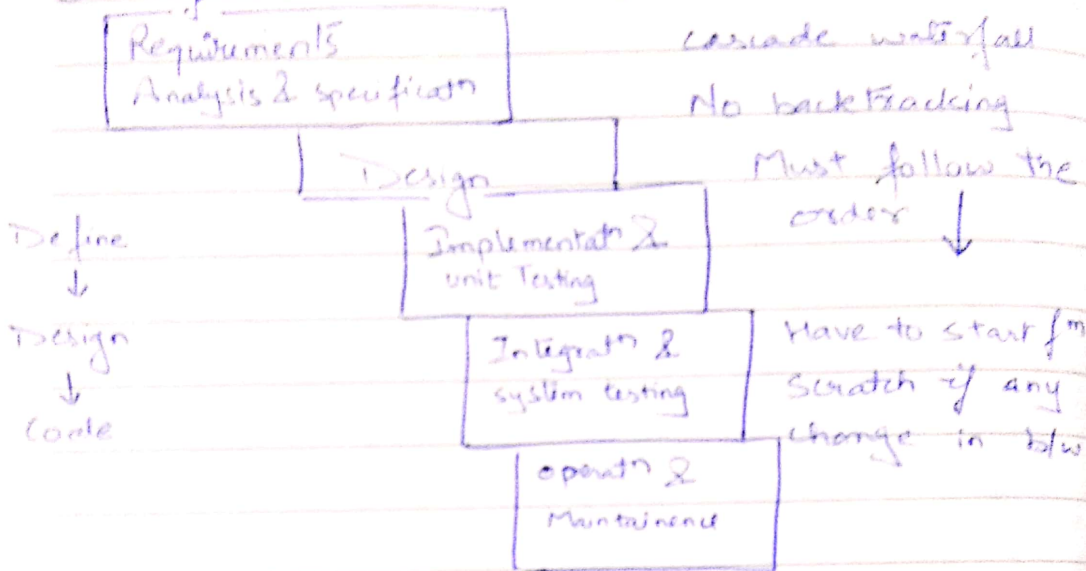 Requirements
Analysis & specificatn
cascade waterfall
No backtracking
Must follow the
order ↓
Design
Define
↓
Design
↓
Code
Implementatn &
unit Testing
Integratn &
system testing
Have to start fm
scratch if any
change in b/w
operatn &
Maintainence